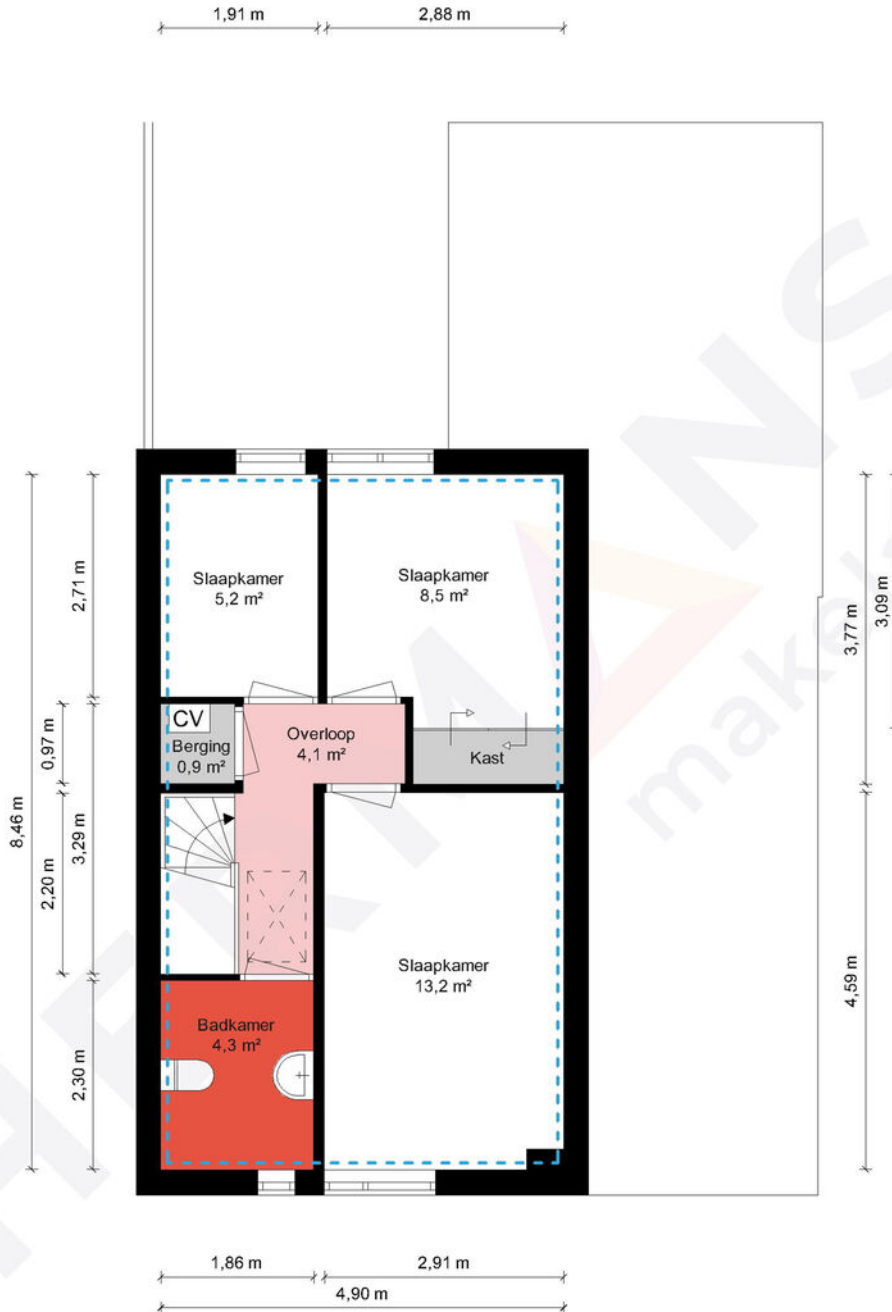 1,91 m
2,88 m
Slaapkamer
5,2 m²
Slaapkamer
8,5 m²
2,71 m
3,77 m
3,09 m
CV
Berging
0,9 m²
Overloop
4,1 m²
Kast
0,97 m
8,46 m
2,20 m
3,29 m
Slaapkamer
13,2 m²
4,59 m
Badkamer
4,3 m²
2,30 m
1,86 m
2,91 m
4,90 m
HERMANS
makela